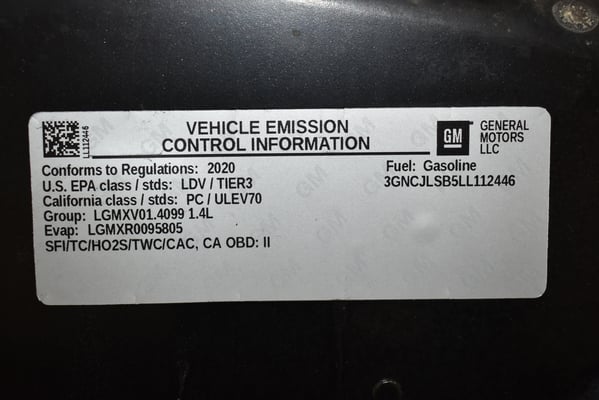 VEHICLE EMISSION
CONTROL INFORMATION
LL112446
GM
GENERAL
MOTORS
LLC
Conforms to Regulations: 2020
Fuel: Gasoline
U.S. EPA class / stds: LDV / TIER3
3GNCJLSB5LL112446
California class / stds: PC / ULEV70
Group: LGMXV01.4099 1.4L
Evap: LGMXR0095805
SFI/TC/HO2S/TWC/CAC, CA OBD: II